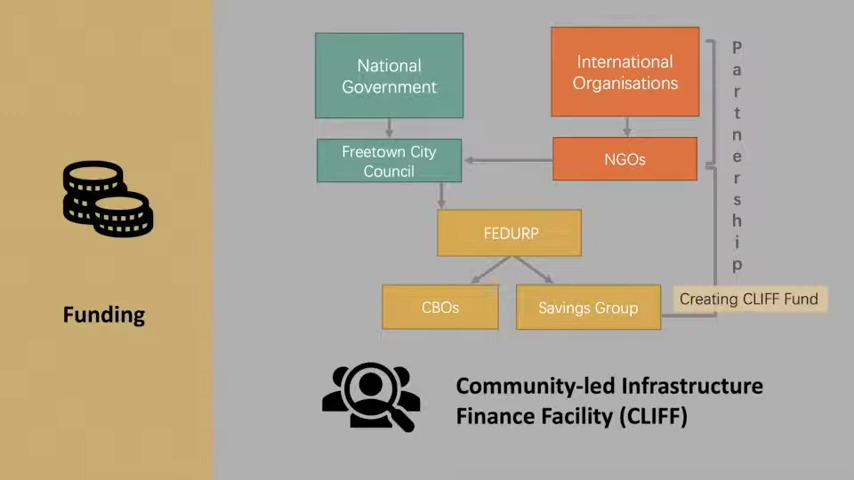 National
Government
International
Organisations
Partnership
Freetown City
Council
NGOs
FEDURP
CBOs
Savings Group
Creating CLIFF Fund
Funding
Community-led Infrastructure
Finance Facility (CLIFF)